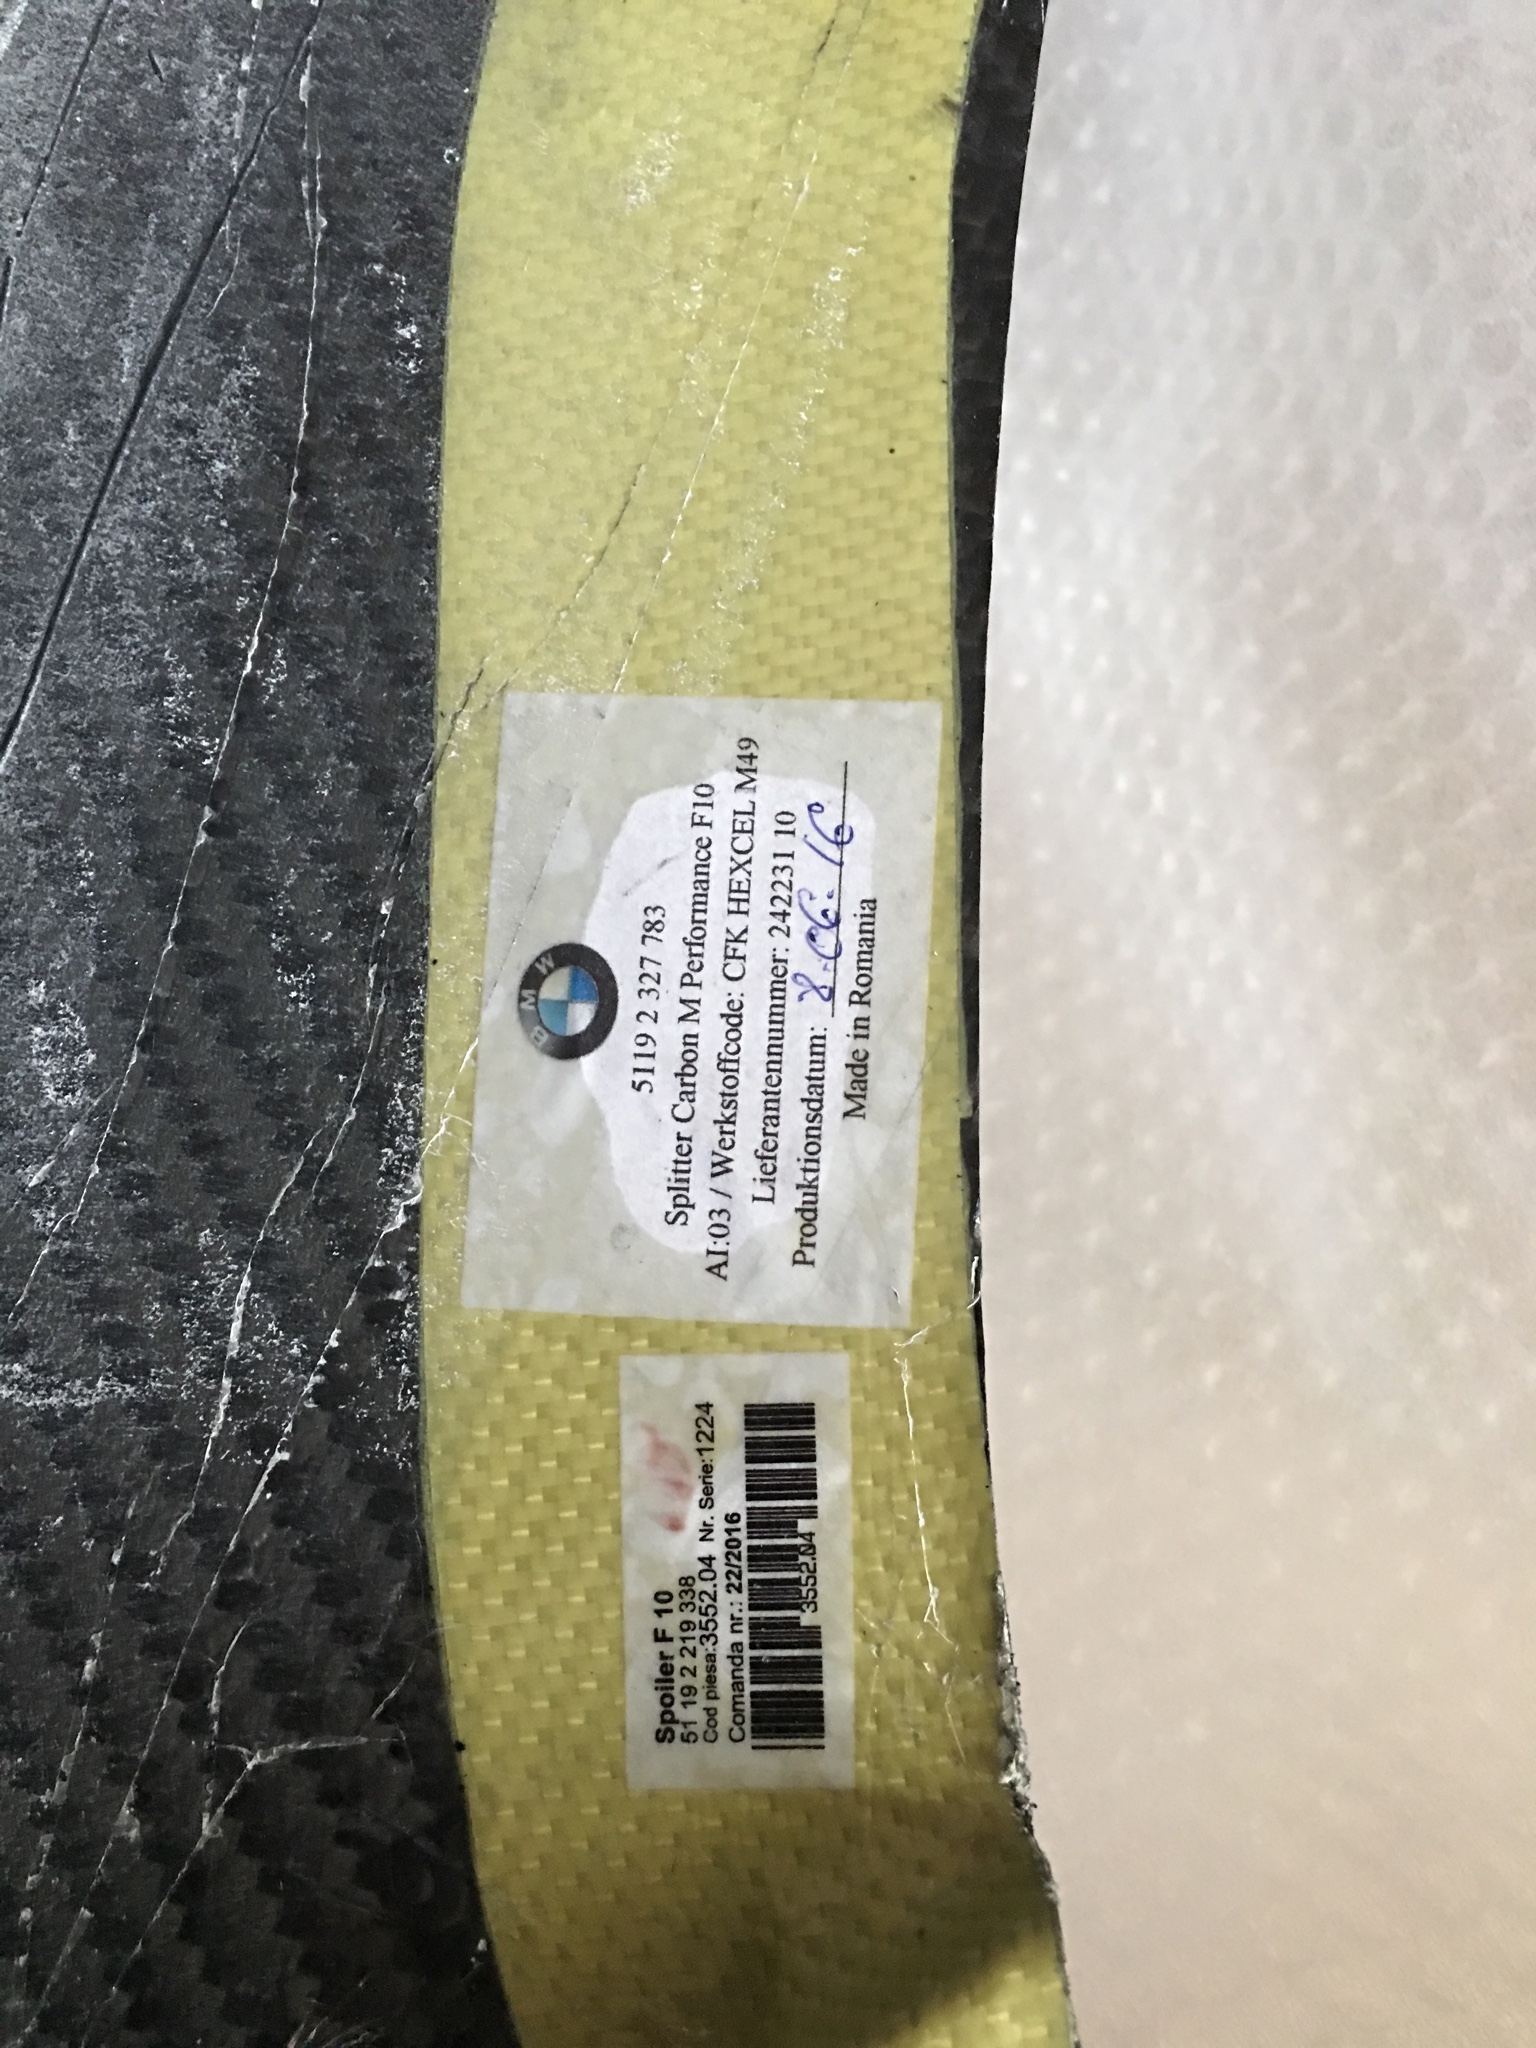 BMW
5119 2 327 783
Splitter Carbon M Performance F10
AI:03 / Werkstoffcode: CFK HEXCEL M49
Lieferantennummer: 242231 10
Produktionsdatum: 8.06.16
Made in Romania
Spoiler F 10
51 19 2 219 338
Cod piesa:3552.04 Nr. Serie:1224
Comanda nr.: 22/2016
3552.04